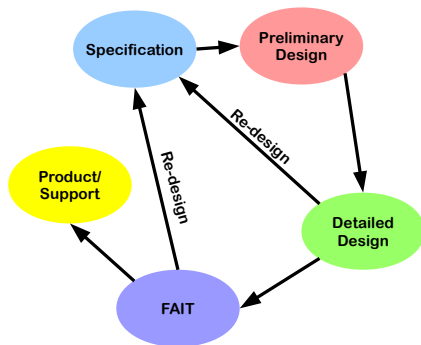 Specification
Preliminary
Design
Re-design
Re-design
Product/
Support
Detailed
Design
FAIT